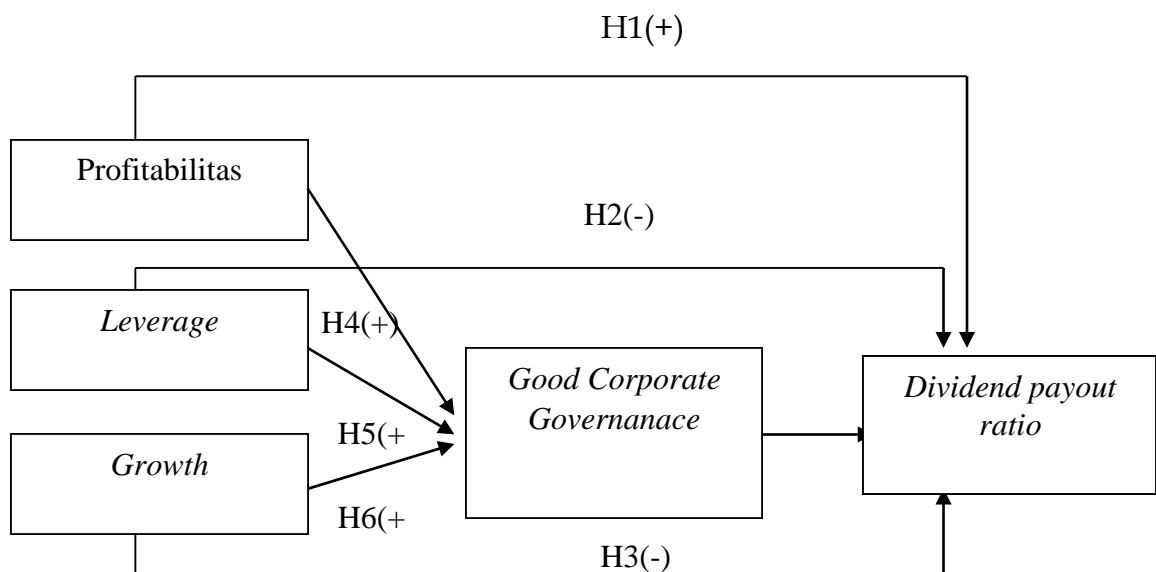 H1(+)
Profitabilitas
H2(-)
Leverage
H4(+)
Good Corporate
Governanace
Dividend payout
ratio
H5(+
Growth
H6(+
H3(-)